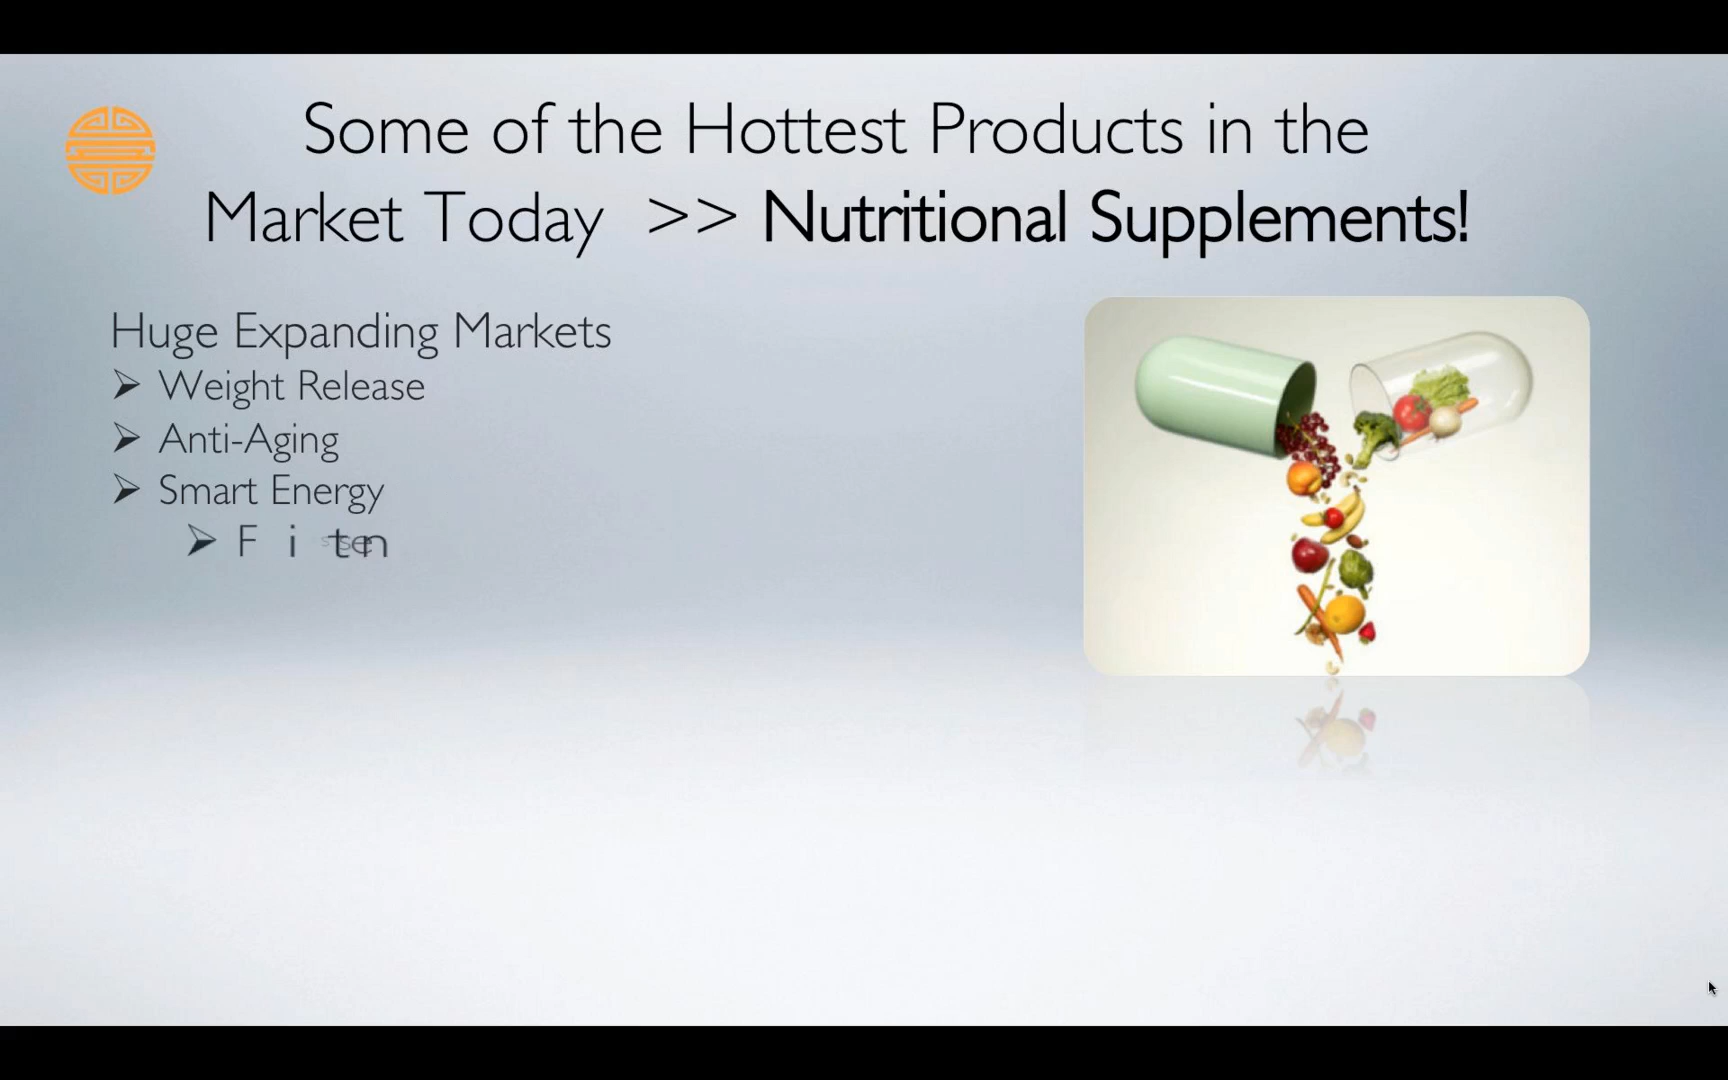 Some of the Hottest Products in the
Market Today >> Nutritional Supplements!
Huge Expanding Markets
➢ Weight Release
➢ Anti-Aging
➢ Smart Energy